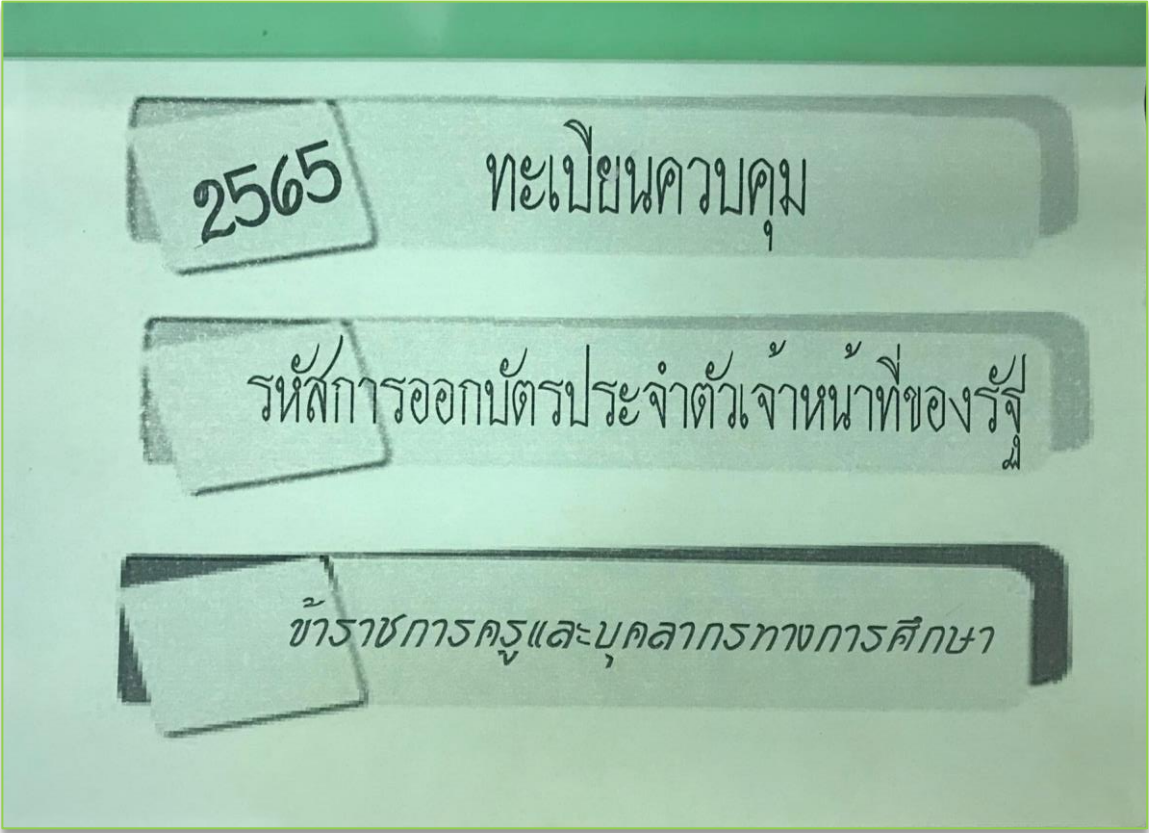 2565 ทะเบียนควบคุม
รหัสการออกบัตรประจำตัวเจ้าหน้าที่ของรัฐ
ข้าราชการครูและบุคลากรทางการศึกษา